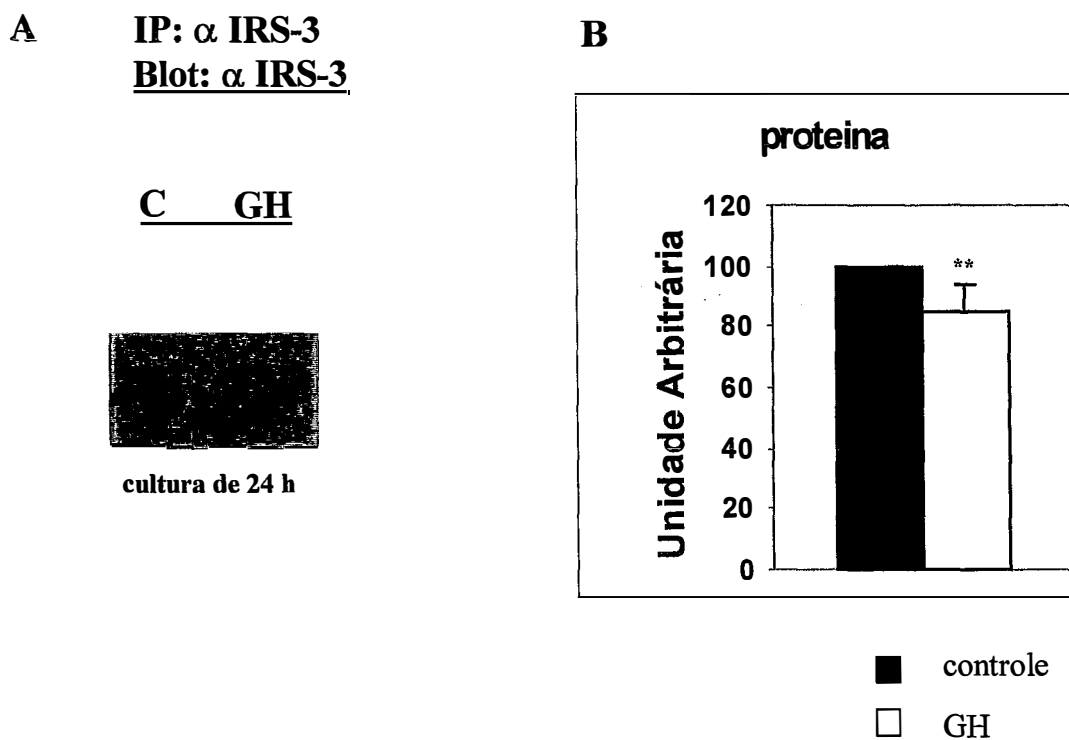 A
IP: α IRS-3
Blot: α IRS-3
C GH
cultura de 24 h
B
proteina
Unidade Arbitrária
120
100
80
60
40
20
0
**
controle
GH